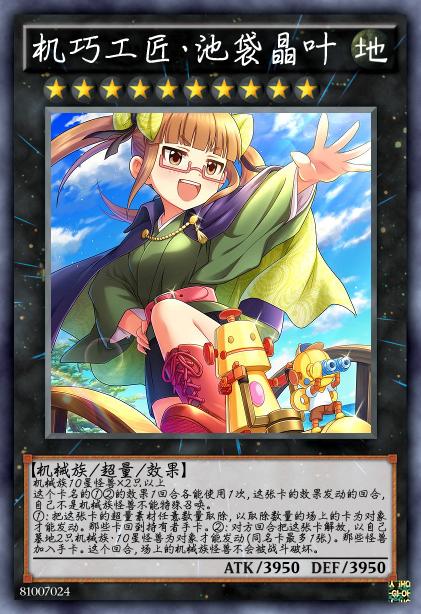 机巧工匠·池袋晶叶 地
【机械族/超量/效果】
机械族10星怪兽×2只以上
这个卡名的①②的效果1回合各能使用1次,这张卡的效果发动的回合,
自己不是机械族怪兽不能特殊召唤。
①:把这张卡的超量素材任意数量取除,以取除数量的场上的卡为对象
才能发动。那些卡回到持有者手卡。②:对方回合把这张卡解放,以自己
墓地2只机械族·10星怪兽为对象才能发动(同名卡最多1张)。那些怪兽
加入手卡。这个回合,场上的机械族怪兽不会被战斗破坏。
ATK/3950 DEF/3950
81007024